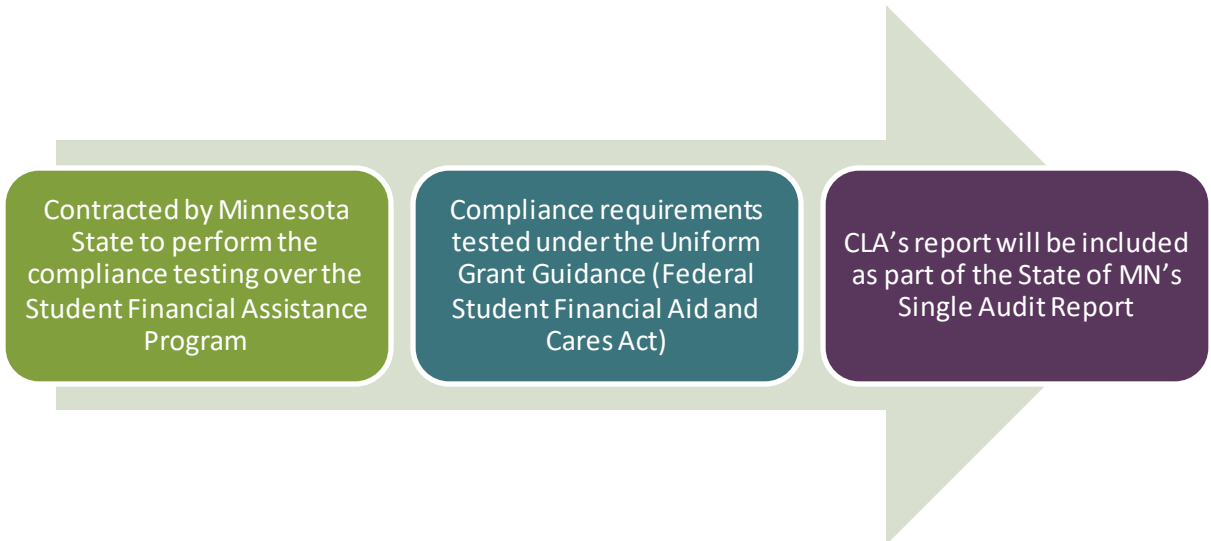 Contracted by Minnesota
State to perform the
compliance testing over the
Student Financial Assistance
Program
Compliance requirements
tested under the Uniform
Grant Guidance (Federal
Student Financial Aid and
Cares Act)
CLA's report will be included
as part of the State of MN's
Single Audit Report